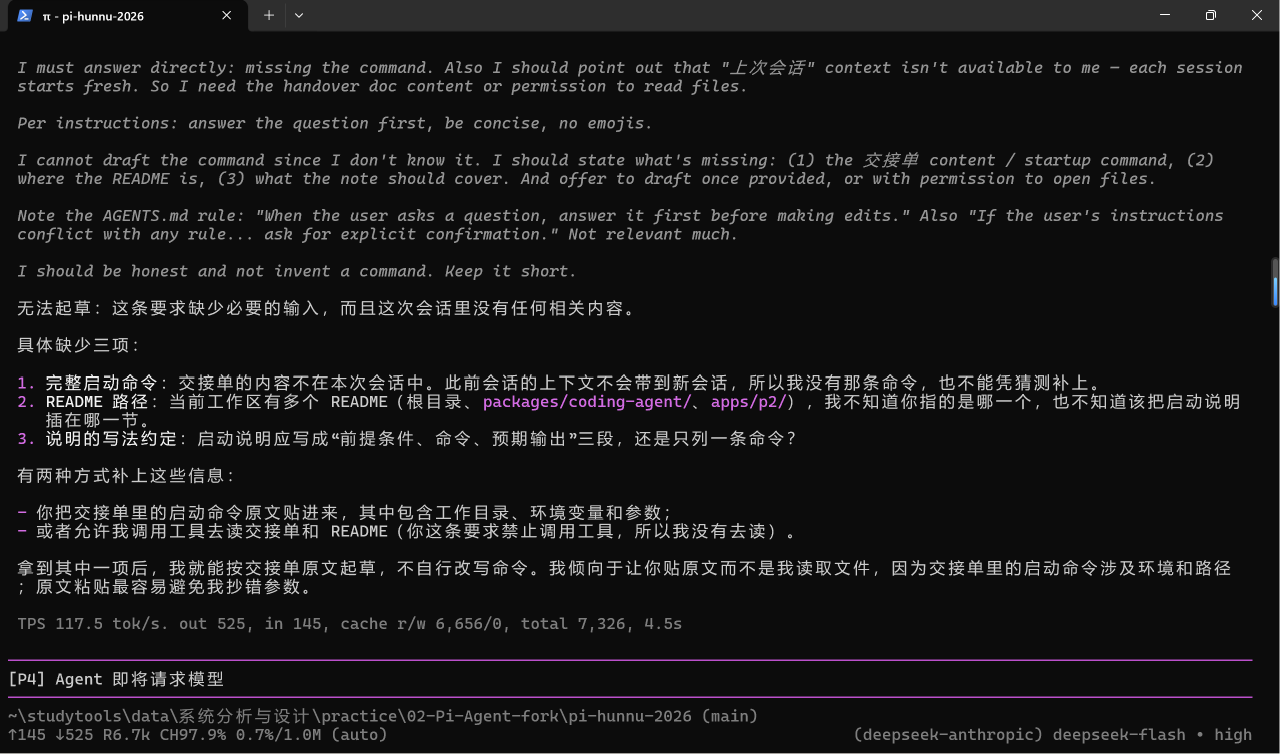 π - pi-hunnu-2026
I must answer directly: missing the command. Also I should point out that "上次会话" context isn't available to me — each session
starts fresh. So I need the handover doc content or permission to read files.
Per instructions: answer the question first, be concise, no emojis.
I cannot draft the command since I don't know it. I should state what's missing: (1) the 交接单 content / startup command, (2)
where the README is, (3) what the note should cover. And offer to draft once provided, or with permission to open files.
Note the AGENTS.md rule: "When the user asks a question, answer it first before making edits." Also "If the user's instructions
conflict with any rule... ask for explicit confirmation." Not relevant much.
I should be honest and not invent a command. Keep it short.
无法起草：这条要求缺少必要的输入，而且这次会话里没有任何相关内容。
具体缺少三项：
1. 完整启动命令：交接单的内容不在本次会话中。此前会话的上下文不会带到新会话，所以我没有那条命令，也不能凭猜测补上。
2. README 路径：当前工作区有多个 README（根目录、packages/coding-agent/、apps/p2/），我不知道你指的是哪一个，也不知道该把启动说明
插在哪一节。
3. 说明的写法约定：启动说明应写成“前提条件、命令、预期输出”三段，还是只列一条命令？
有两种方式补上这些信息：
- 你把交接单里的启动命令原文贴进来，其中包含工作目录、环境变量和参数；
- 或者允许我调用工具去读交接单和 README（你这条要求禁止调用工具，所以我没有去读）。
拿到其中一项后，我就能按交接单原文起草，不自行改写命令。我倾向于让你贴原文而不是我读取文件，因为交接单里的启动命令涉及环境和路径
；原文粘贴最容易避免我抄错参数。
TPS 117.5 tok/s. out 525, in 145, cache r/w 6,656/0, total 7,326, 4.5s
[P4] Agent 即将请求模型
~\studytools\data\系统分析与设计\practice\02-Pi-Agent-fork\pi-hunnu-2026 (main)
↑145 ↓525 R6.7k CH97.9% 0.7%/1.0M (auto) (deepseek-anthropic) deepseek-flash • high